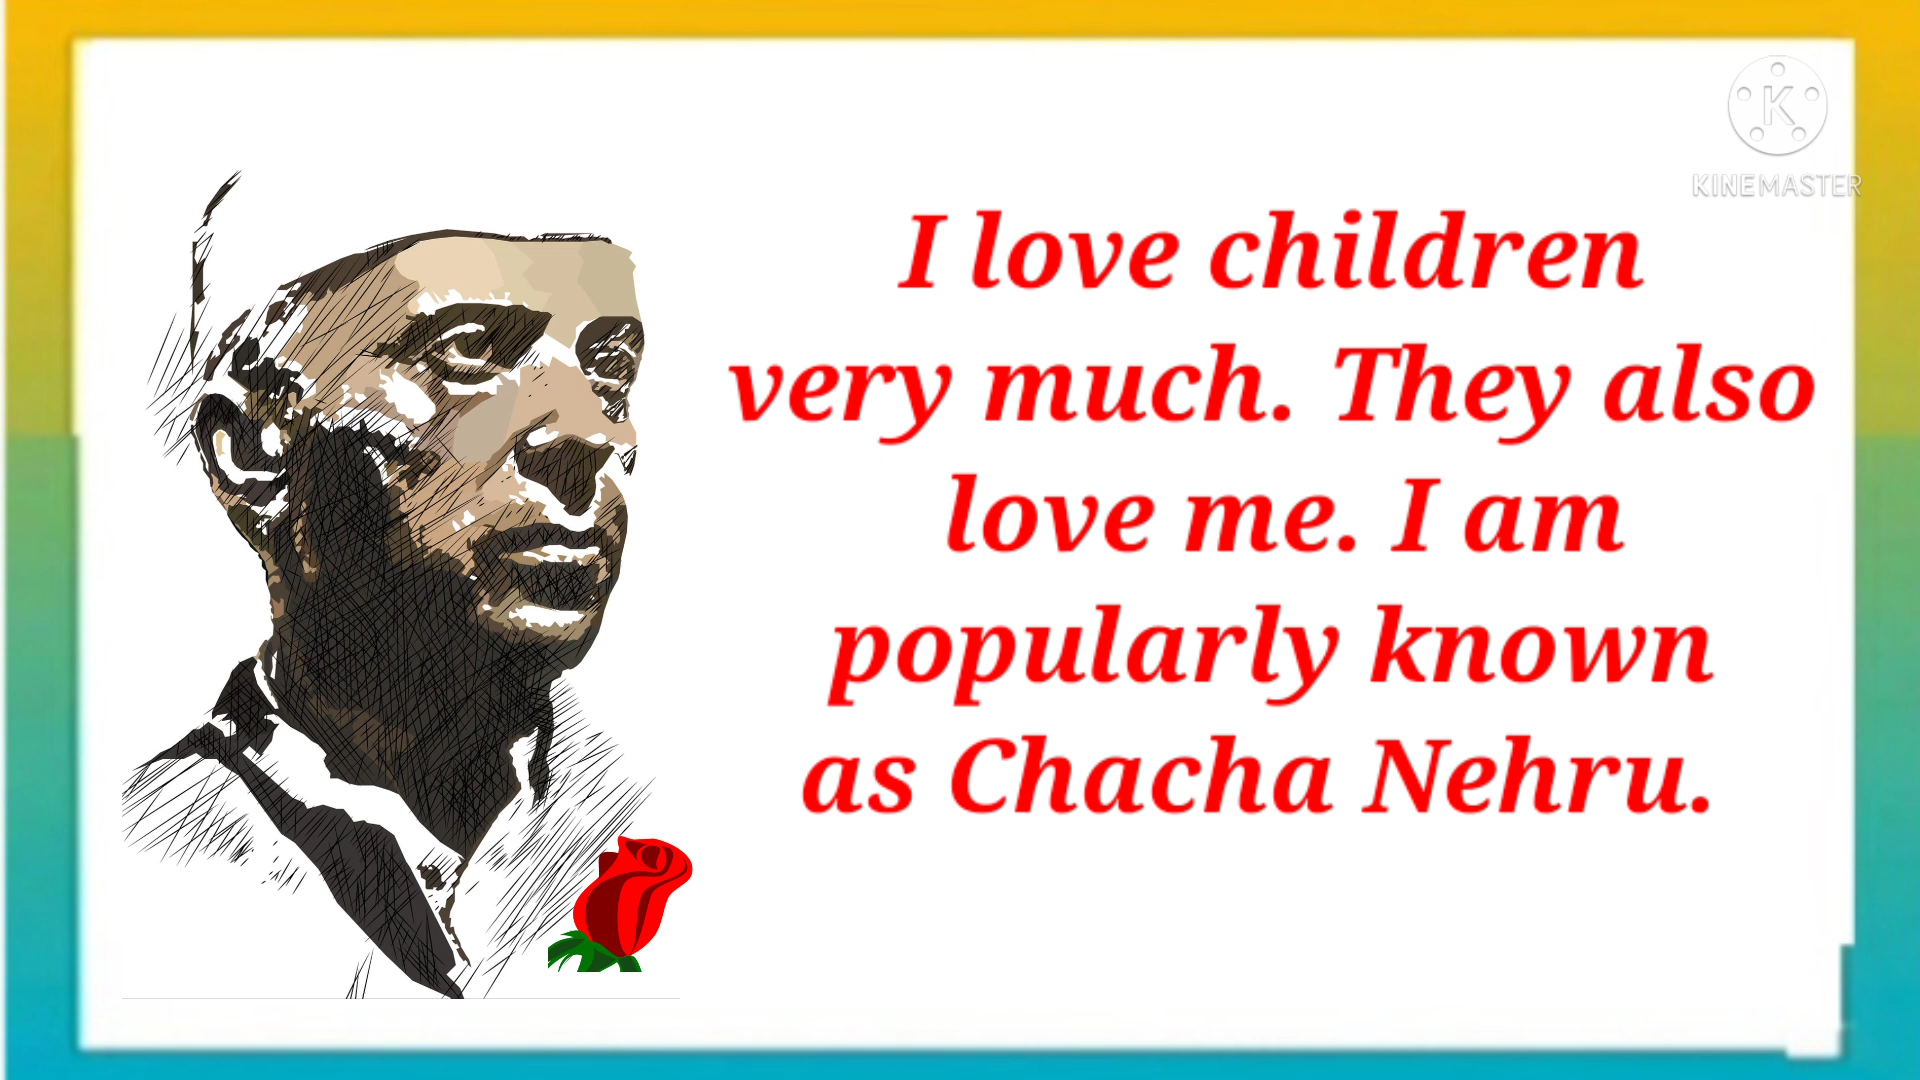 K
KINEMASTER
I love children
very much. They also
love me. I am
popularly known
as Chacha Nehru.